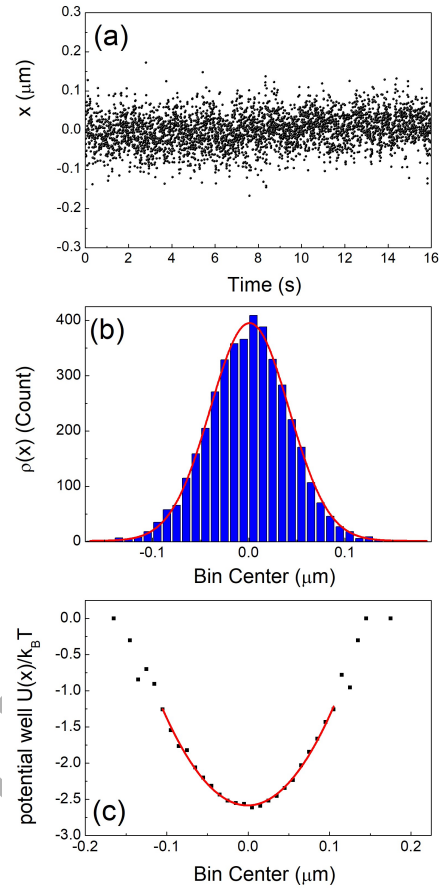 (a)
0.3
0.2
0.1
0.0
-0.1
-0.2
-0.3
x (μm)
0 2 4 6 8 10 12 14 16
Time (s)
(b)
400
300
200
100
0
ρ(x) (Count)
-0.1 0.0 0.1
Bin Center (μm)
0.0
-0.5
-1.0
-1.5
-2.0
-2.5
-3.0
potential well U(x)/k_BT
(c)
-0.2 -0.1 0.0 0.1 0.2
Bin Center (μm)